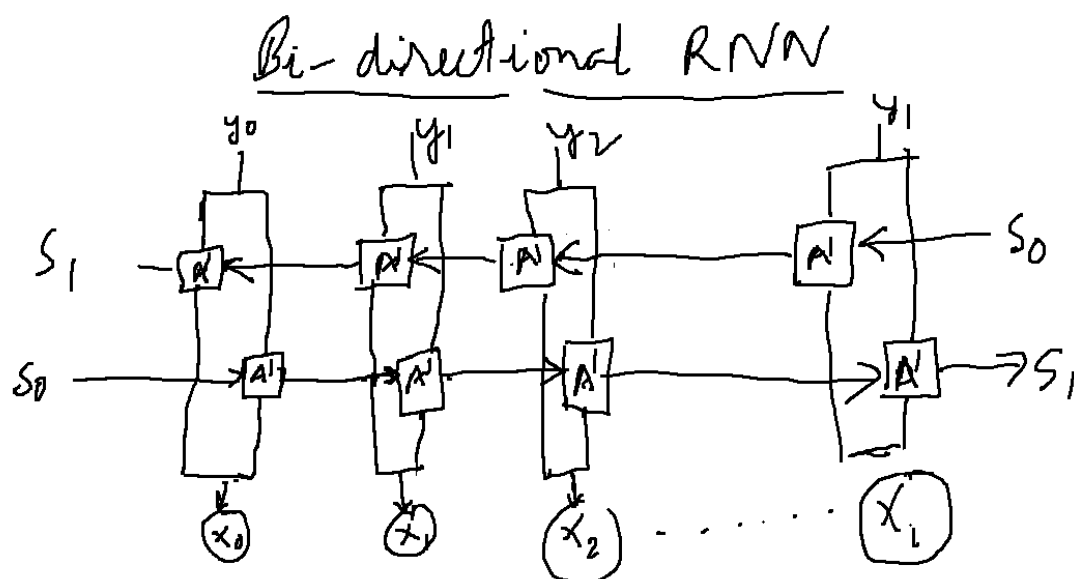 Bi-directional RNN
y0 y1 y2 y1
S1 A' A' A' A' S0
S0 A' A' A' A' S1
x0 x1 x2 ...... x1